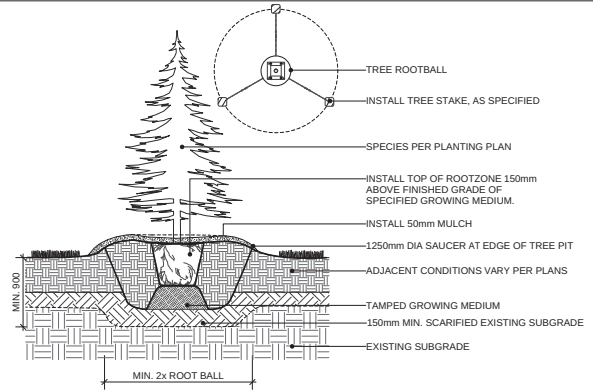 TREE ROOTBALL
INSTALL TREE STAKE, AS SPECIFIED
SPECIES PER PLANTING PLAN
INSTALL TOP OF ROOTZONE 150mm
ABOVE FINISHED GRADE OF
SPECIFIED GROWING MEDIUM.
INSTALL 50mm MULCH
1250mm DIA SAUCER AT EDGE OF TREE PIT
ADJACENT CONDITIONS VARY PER PLANS
MIN. 900
TAMPED GROWING MEDIUM
150mm MIN. SCARIFIED EXISTING SUBGRADE
EXISTING SUBGRADE
MIN. 2x ROOT BALL